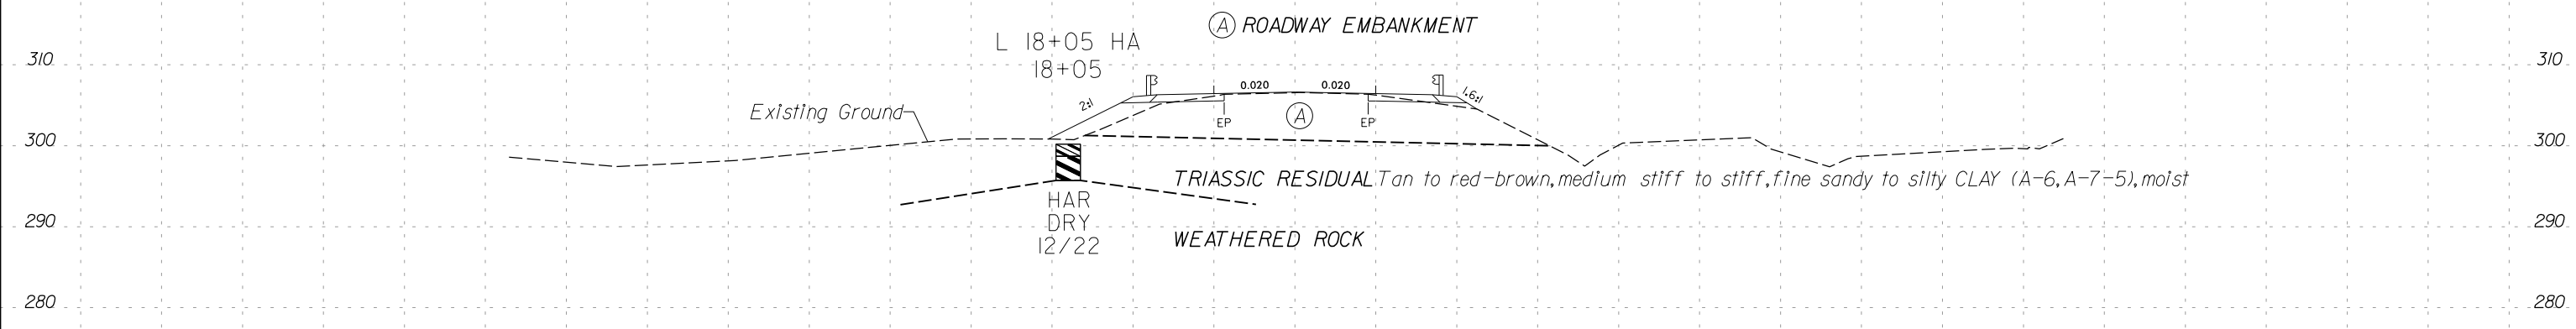 Ⓐ ROADWAY EMBANKMENT
L 18+05 HA
18+05
310
310
0.020
0.020
2:1
1.6:1
Existing Ground
EP
A
EP
300
300
TRIASSIC RESIDUAL Tan to red-brown, medium stiff to stiff, fine sandy to silty CLAY (A-6, A-7-5), moist
HAR
DRY
12/22
290
290
WEATHERED ROCK
280
280